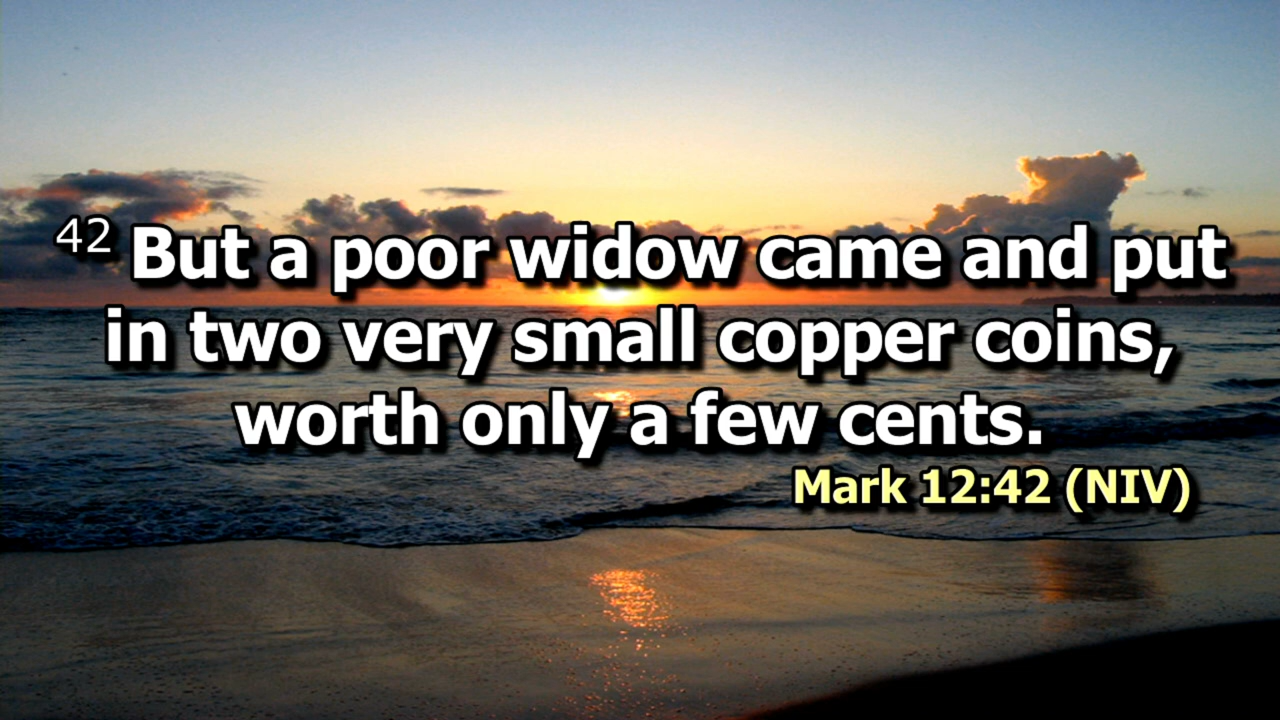 42 But a poor widow came and put
in two very small copper coins,
worth only a few cents.
Mark 12:42 (NIV)